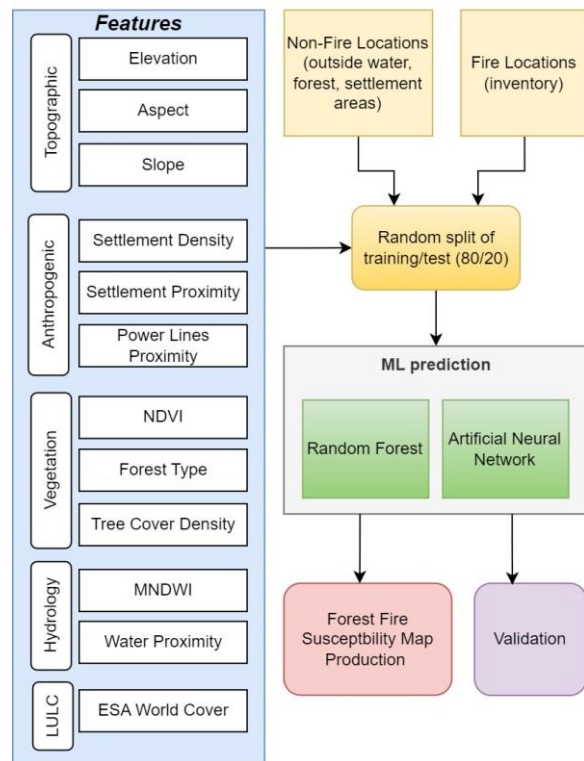 Features
Topographic
Elevation
Aspect
Slope
Anthropogenic
Settlement Density
Settlement Proximity
Power Lines
Proximity
Vegetation
NDVI
Forest Type
Tree Cover Density
Hydrology
MNDWI
Water Proximity
LULC
ESA World Cover
Non-Fire Locations
(outside water,
forest, settlement
areas)
Fire Locations
(inventory)
Random split of
training/test (80/20)
ML prediction
Random Forest
Artificial Neural
Network
Forest Fire
Susceptbility Map
Production
Validation